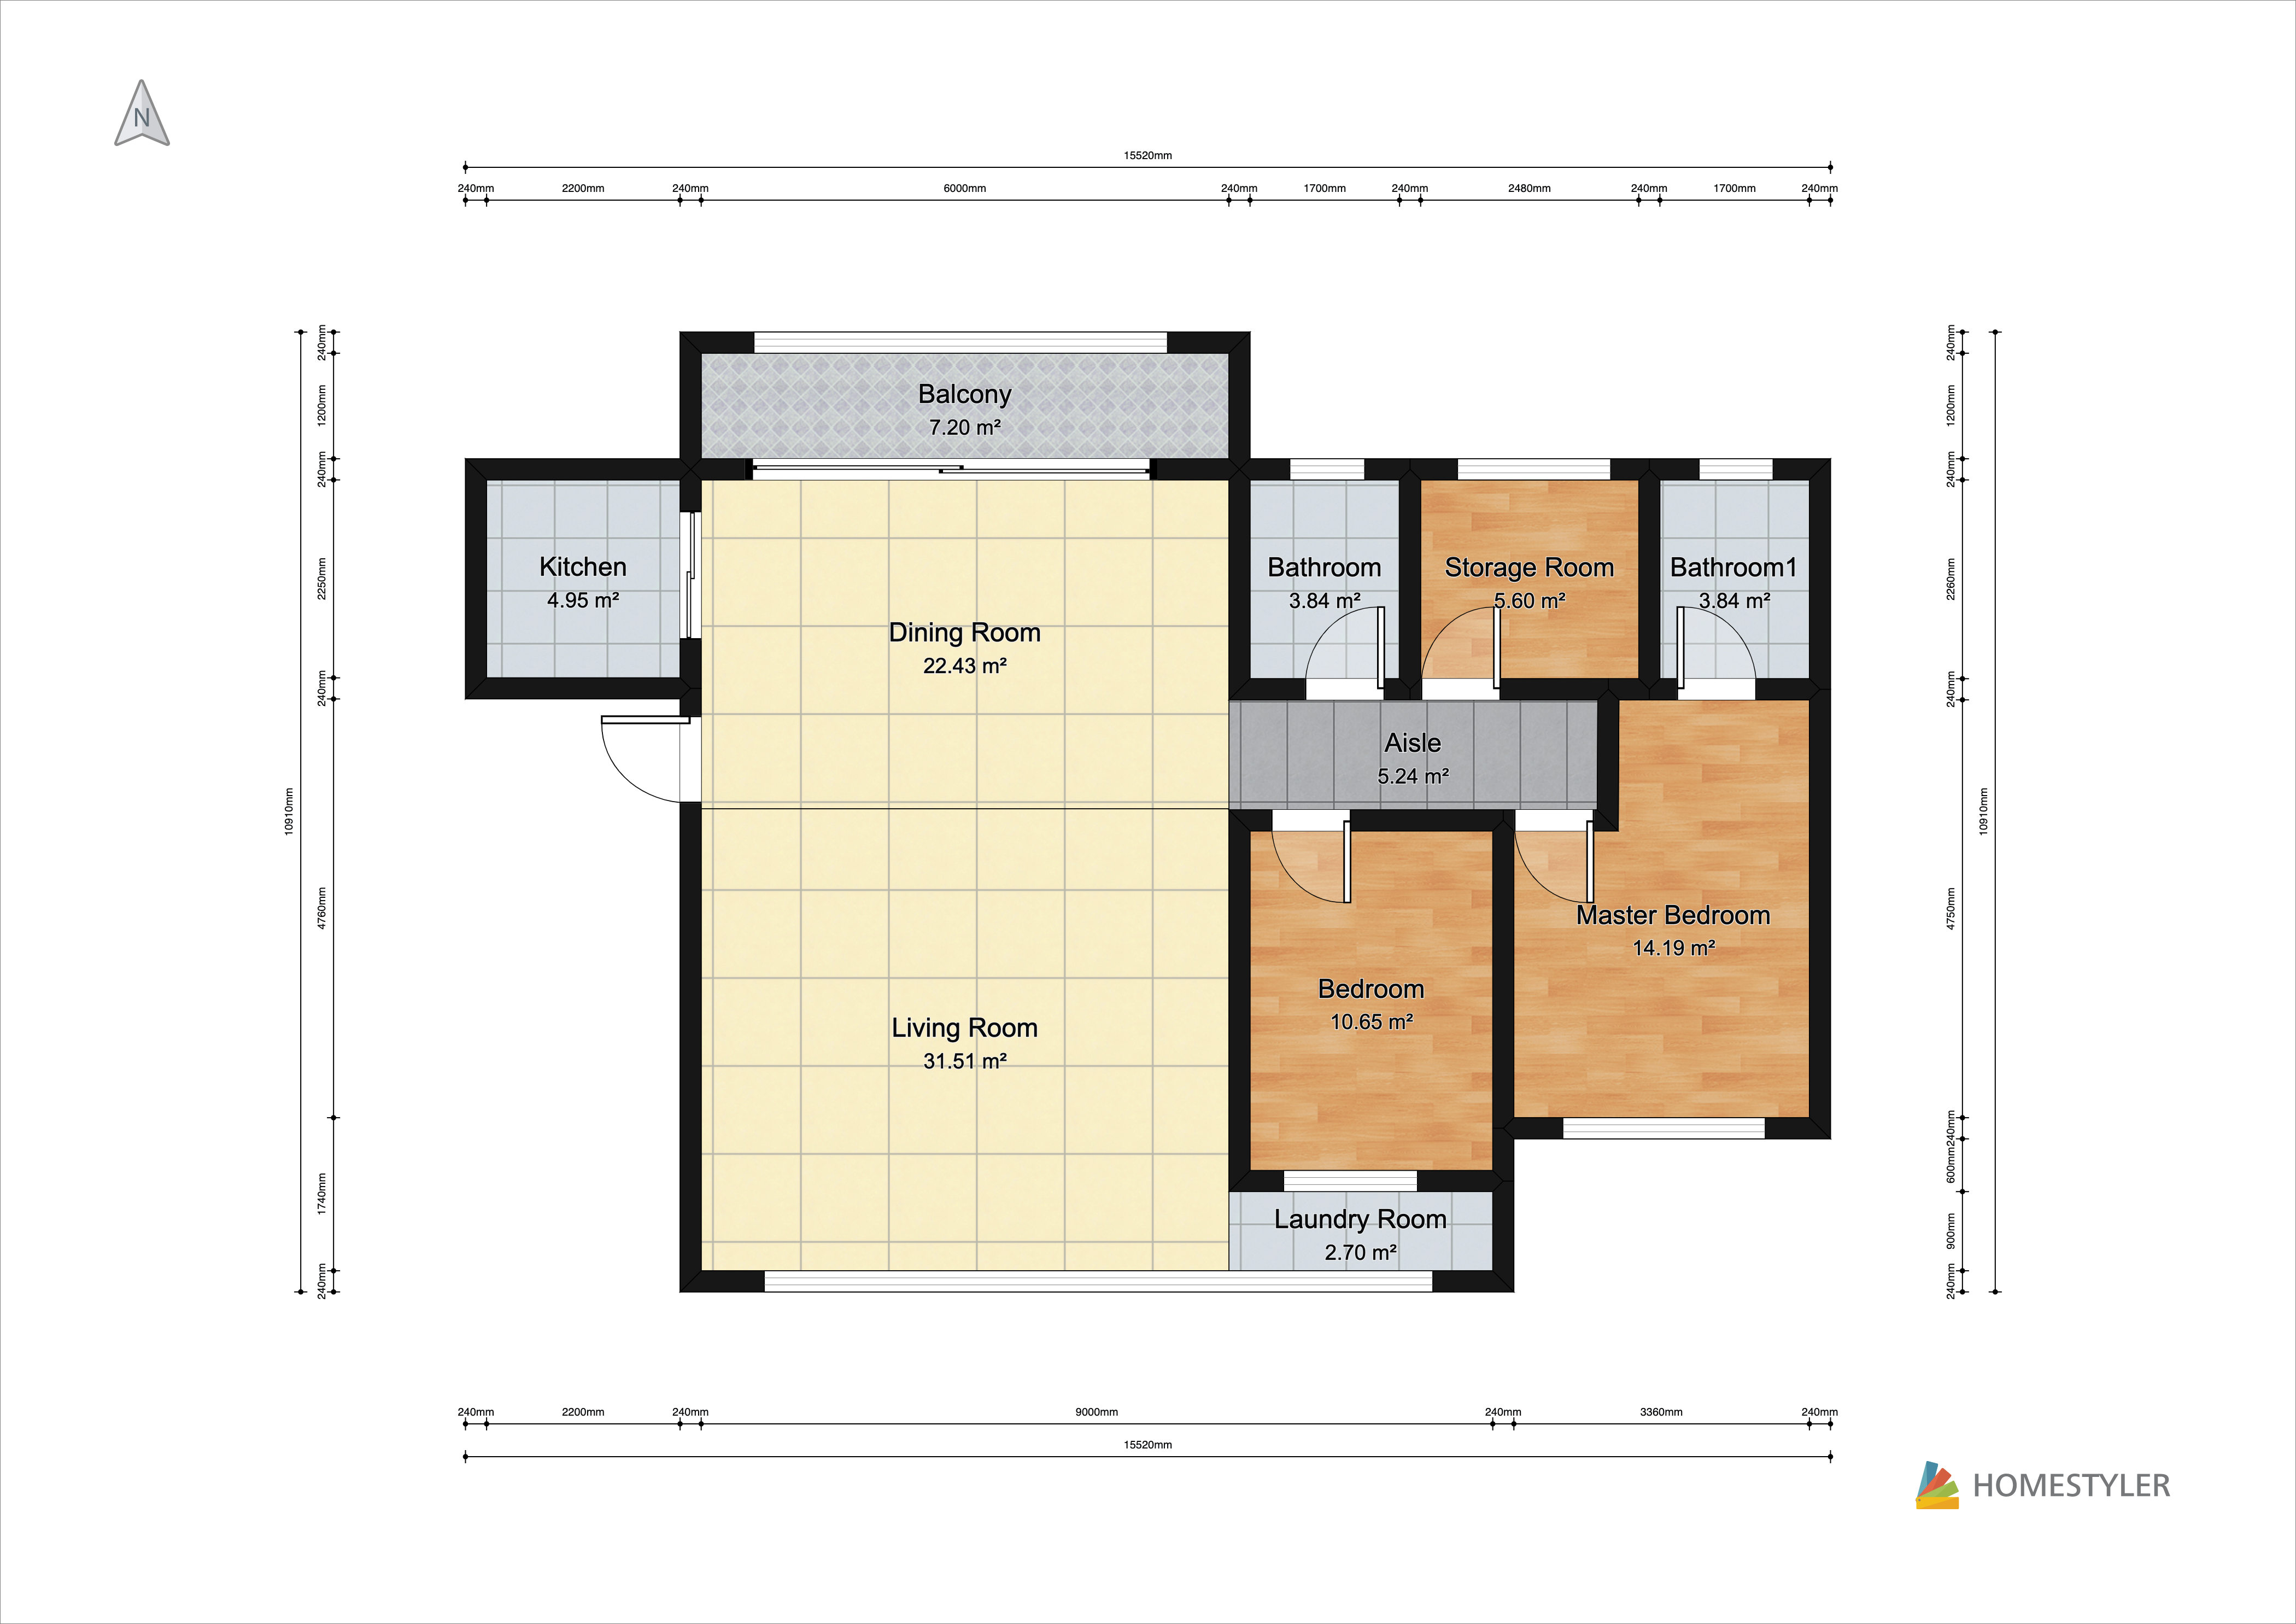 N
15520mm
240mm 2200mm 240mm 6000mm 240mm 1700mm 240mm 2480mm 240mm 1700mm 240mm
Balcony
7.20 m²
Kitchen
4.95 m²
Dining Room
22.43 m²
Bathroom
3.84 m²
Storage Room
5.60 m²
Bathroom1
3.84 m²
Aisle
5.24 m²
Master Bedroom
14.19 m²
Bedroom
10.65 m²
Living Room
31.51 m²
Laundry Room
2.70 m²
10910mm
240mm
1200mm
240mm
2250mm
240mm
4760mm
1740mm
240mm
240mm
1200mm
240mm
2260mm
240mm
4750mm
240mm
600mm
900mm
240mm
10910mm
240mm 2200mm 240mm 9000mm 240mm 3360mm 240mm
15520mm
HOMESTYLER